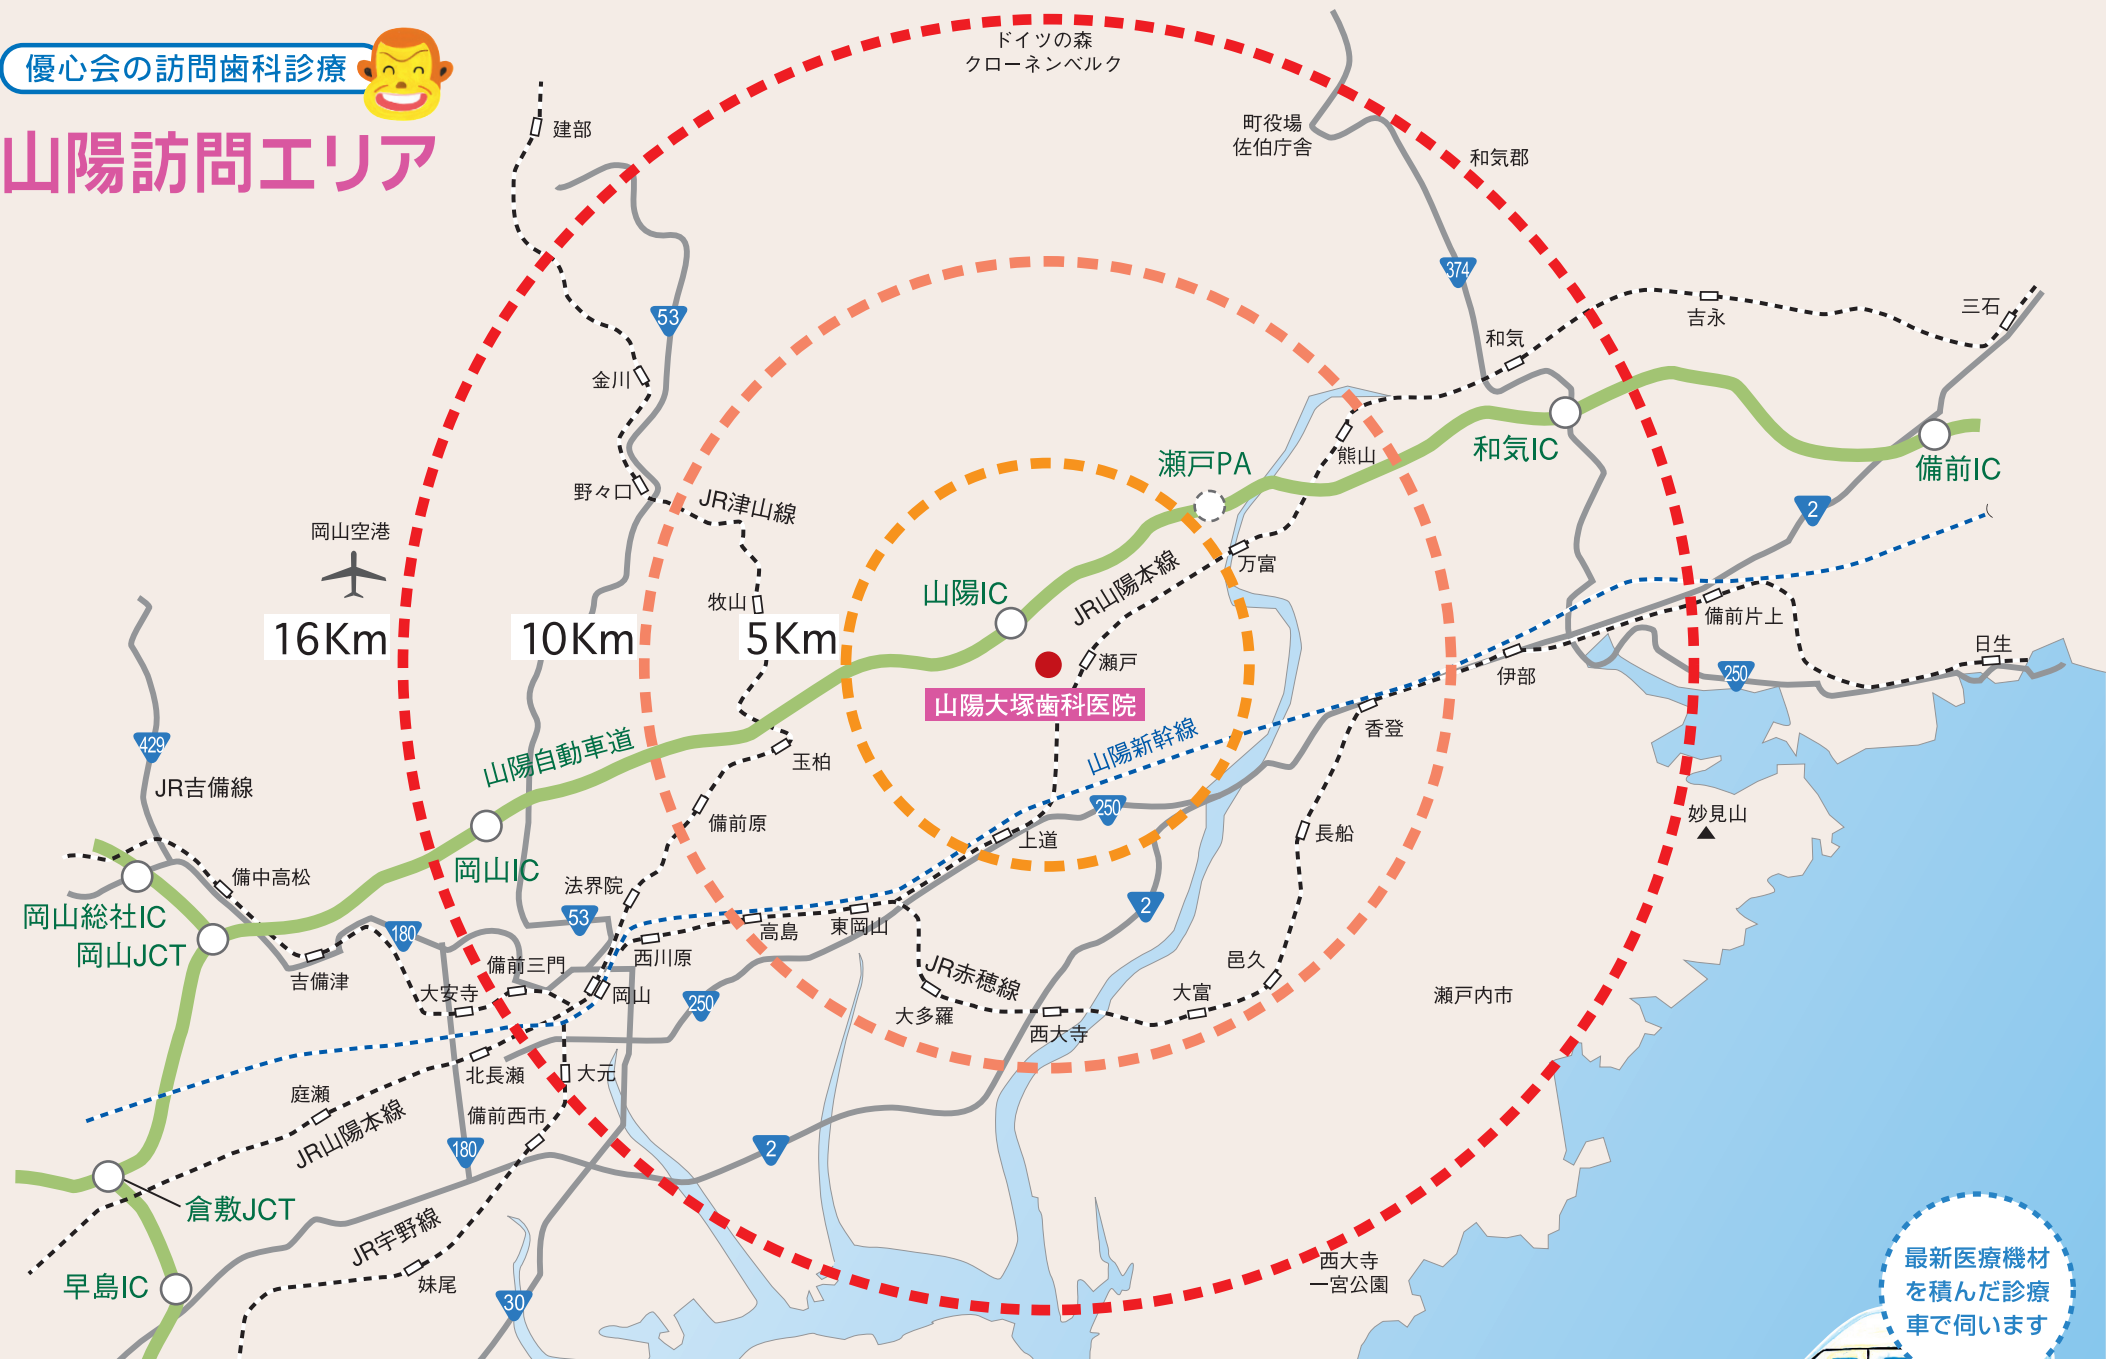 優心会の訪問歯科診療
山陽訪問エリア
ドイツの森
クローネンベルク
建部
町役場
佐伯庁舎
和気郡
374
53
三石
吉永
和気
金川
瀬戸PA
熊山
和気IC
備前IC
野々口
JR津山線
2
岡山空港
JR山陽本線
万富
山陽IC
牧山
備前片上
16Km
10Km
5Km
瀬戸
伊部
日生
250
山陽大塚歯科医院
香登
429
山陽新幹線
山陽自動車道
玉柏
JR吉備線
250
備前原
上道
長船
妙見山
岡山IC
備中高松
法界院
岡山総社IC
180
53
高島
東岡山
2
岡山JCT
備前三門
西川原
邑久
吉備津
大安寺
岡山
250
JR赤穂線
大富
瀬戸内市
大多羅
西大寺
北長瀬
大元
庭瀬
JR山陽本線
備前西市
180
2
倉敷JCT
JR宇野線
西大寺
一宮公園
早島IC
妹尾
30
最新医療機材
を積んだ診療
車で伺います